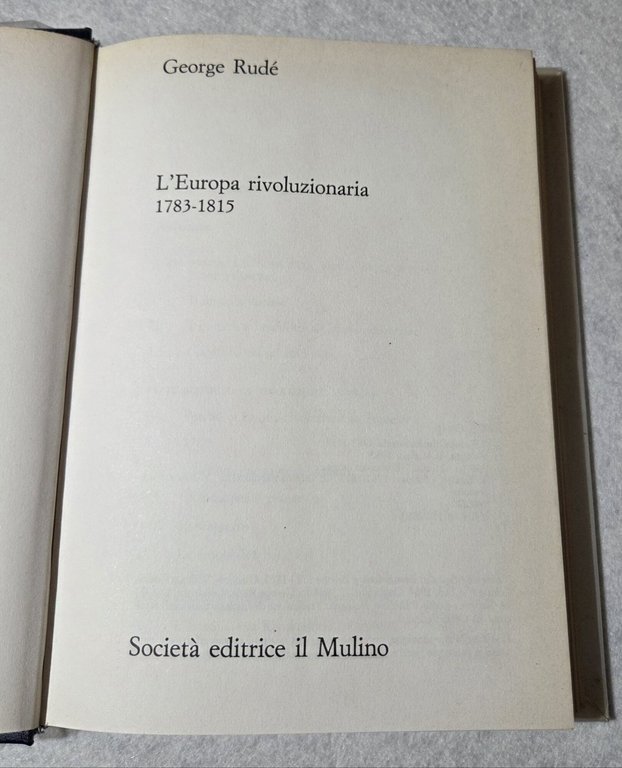 George Rudé
L'Europa rivoluzionaria
1783-1815
Società editrice il Mulino